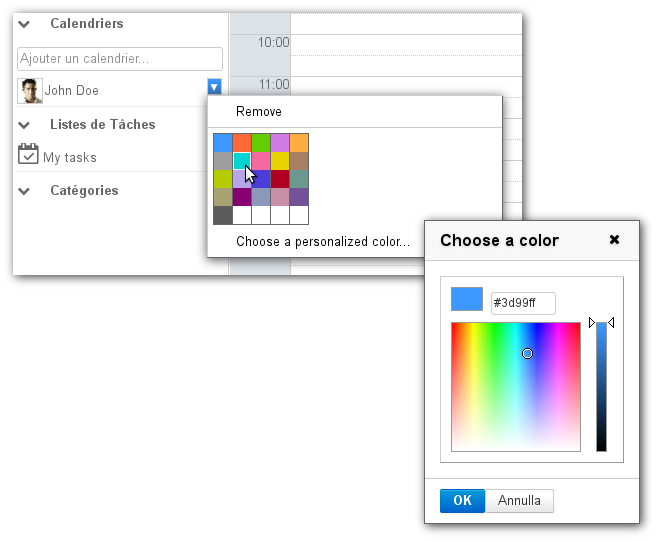 Calendriers
Ajouter un calendrier...
John Doe
Listes de Tâches
My tasks
Catégories
10:00
11:00
Remove
Choose a personalized color...
Choose a color
#3d99ff
OK
Annulla